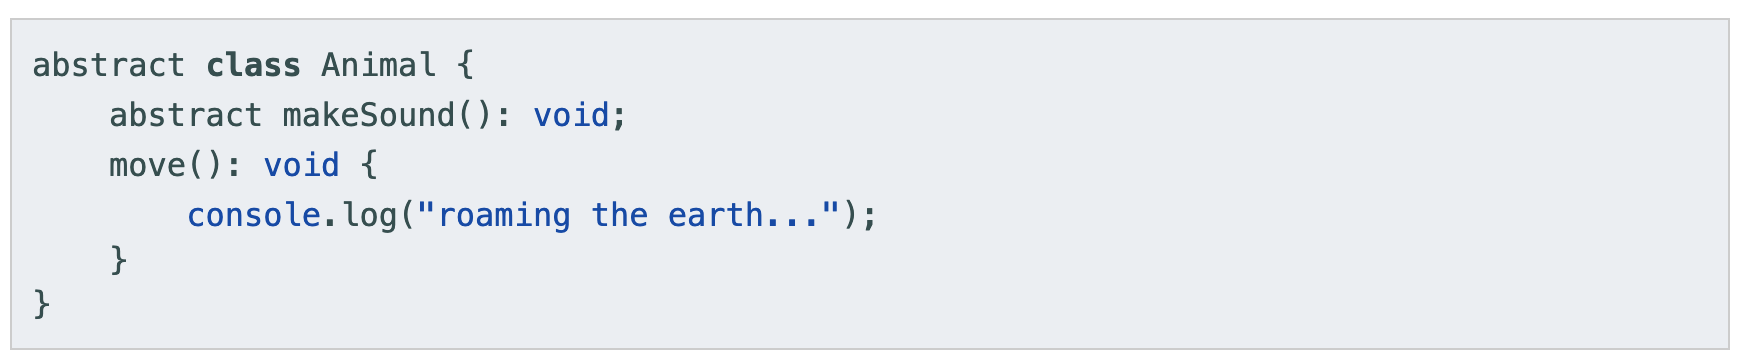 abstract class Animal {
    abstract makeSound(): void;
    move(): void {
        console.log("roaming the earth...");
    }
}